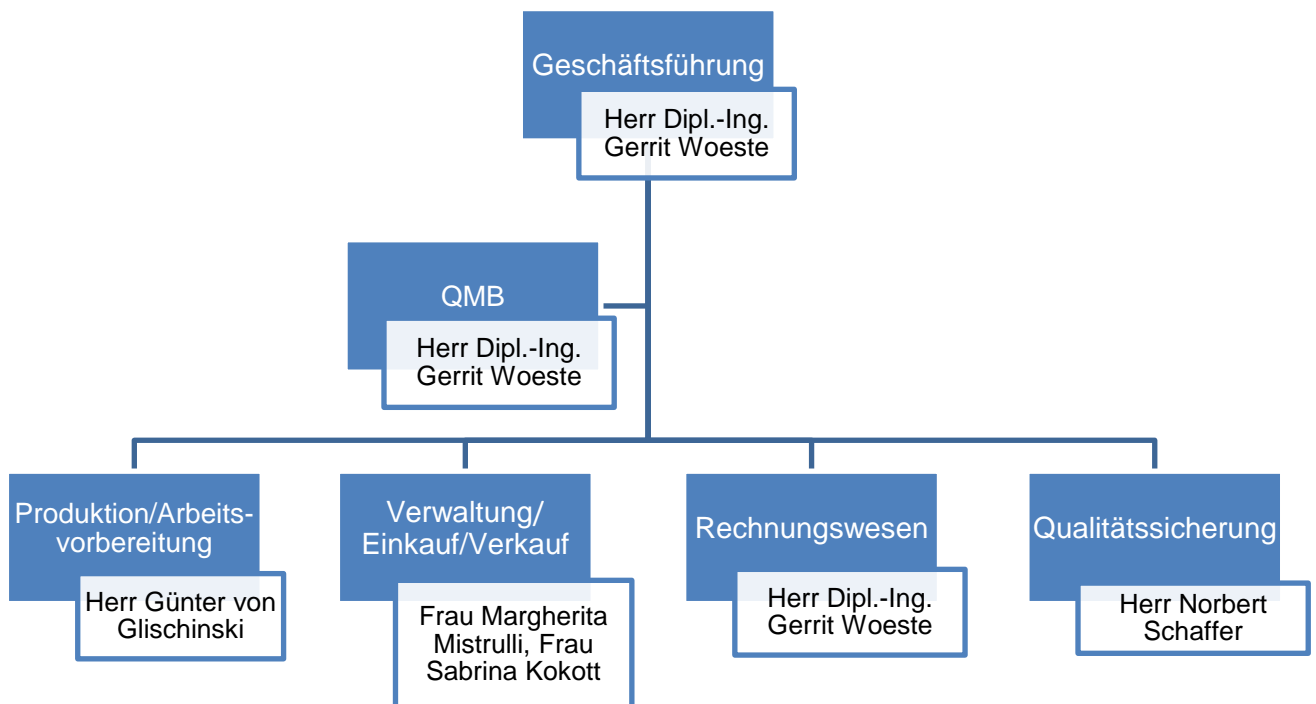 Geschäftsführung
Herr Dipl.-Ing.
Gerrit Woeste
QMB
Herr Dipl.-Ing.
Gerrit Woeste
Produktion/Arbeits-
vorbereitung
Herr Günter von
Glischinski
Verwaltung/
Einkauf/Verkauf
Frau Margherita
Mistrulli, Frau
Sabrina Kokott
Rechnungswesen
Herr Dipl.-Ing.
Gerrit Woeste
Qualitätssicherung
Herr Norbert
Schaffer